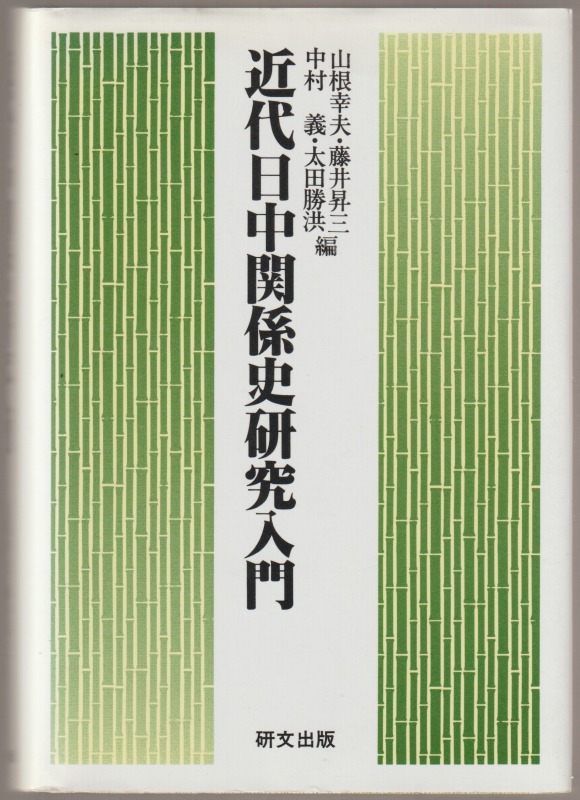 山根幸夫・藤井昇三
中村　義・太田勝洪 編
近代日中関係史研究入門
研文出版